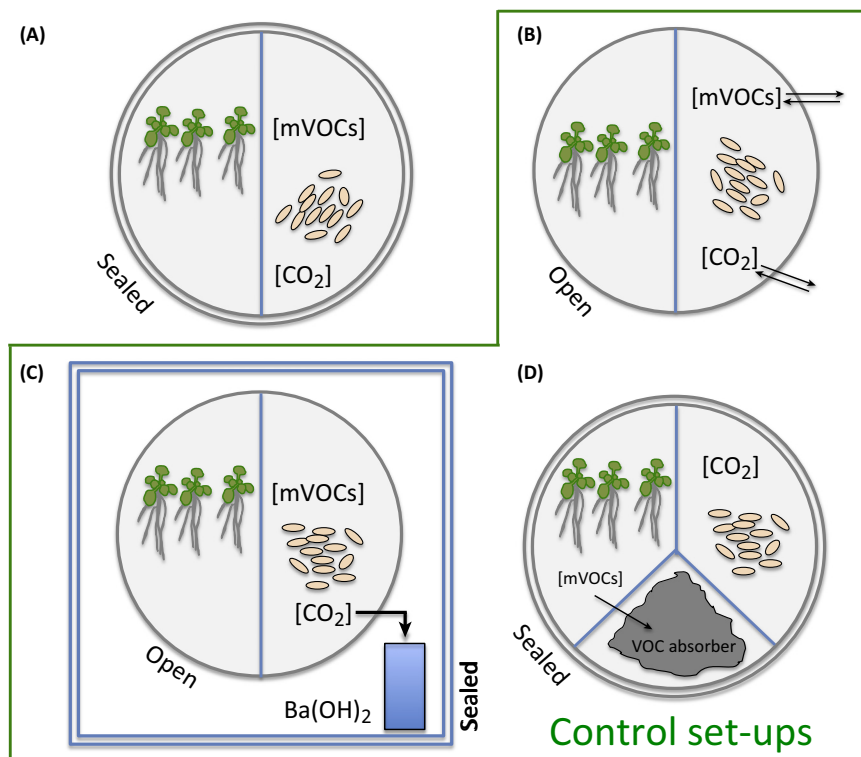 (A)
[mVOCs]
[CO₂]
Sealed
(B)
[mVOCs]
[CO₂]
Open
(C)
[mVOCs]
[CO₂]
Open
Ba(OH)₂
Sealed
(D)
[CO₂]
[mVOCs]
VOC absorber
Sealed
Control set-ups